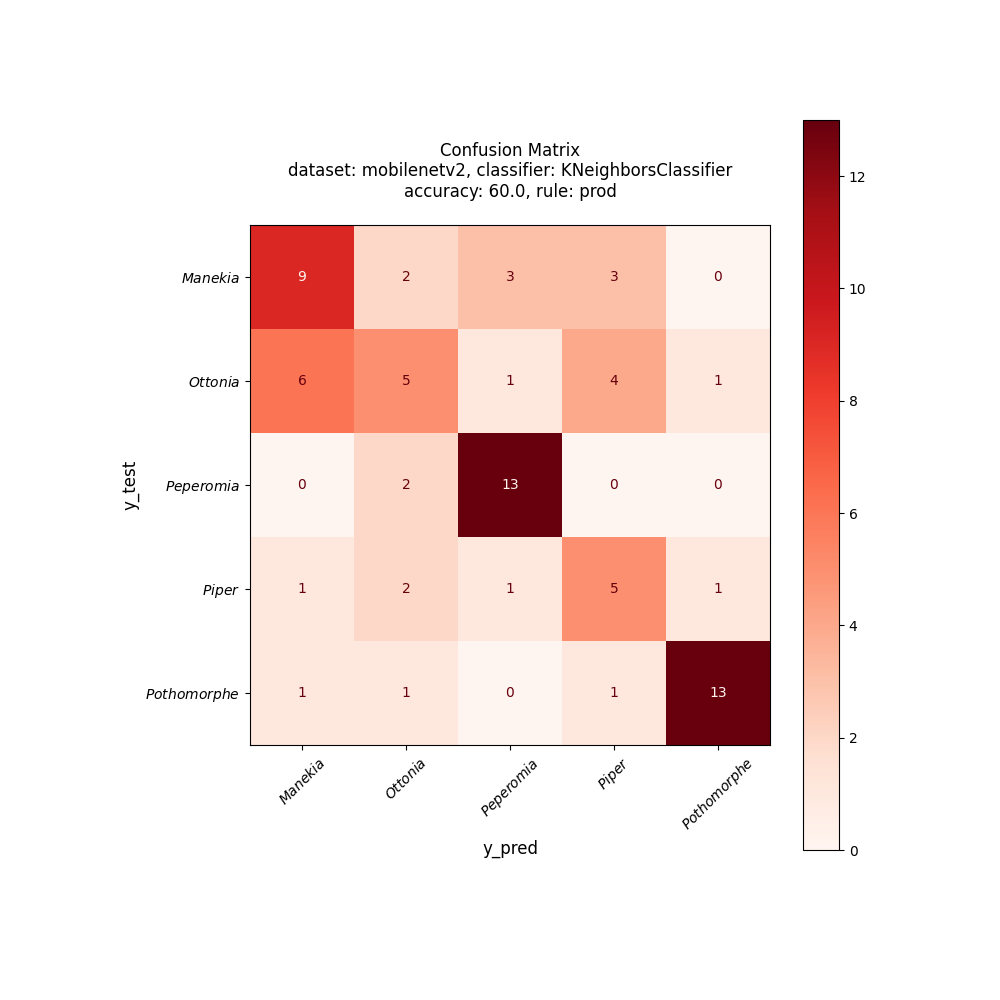 Confusion Matrix
dataset: mobilenetv2, classifier: KNeighborsClassifier
accuracy: 60.0, rule: prod
Manekia 9 2 3 3 0
Ottonia 6 5 1 4 1
Peperomia 0 2 13 0 0
Piper 1 2 1 5 1
Pothomorphe 1 1 0 1 13
Manekia Ottonia Peperomia Piper Pothomorphe
y_pred
y_test
12
10
8
6
4
2
0